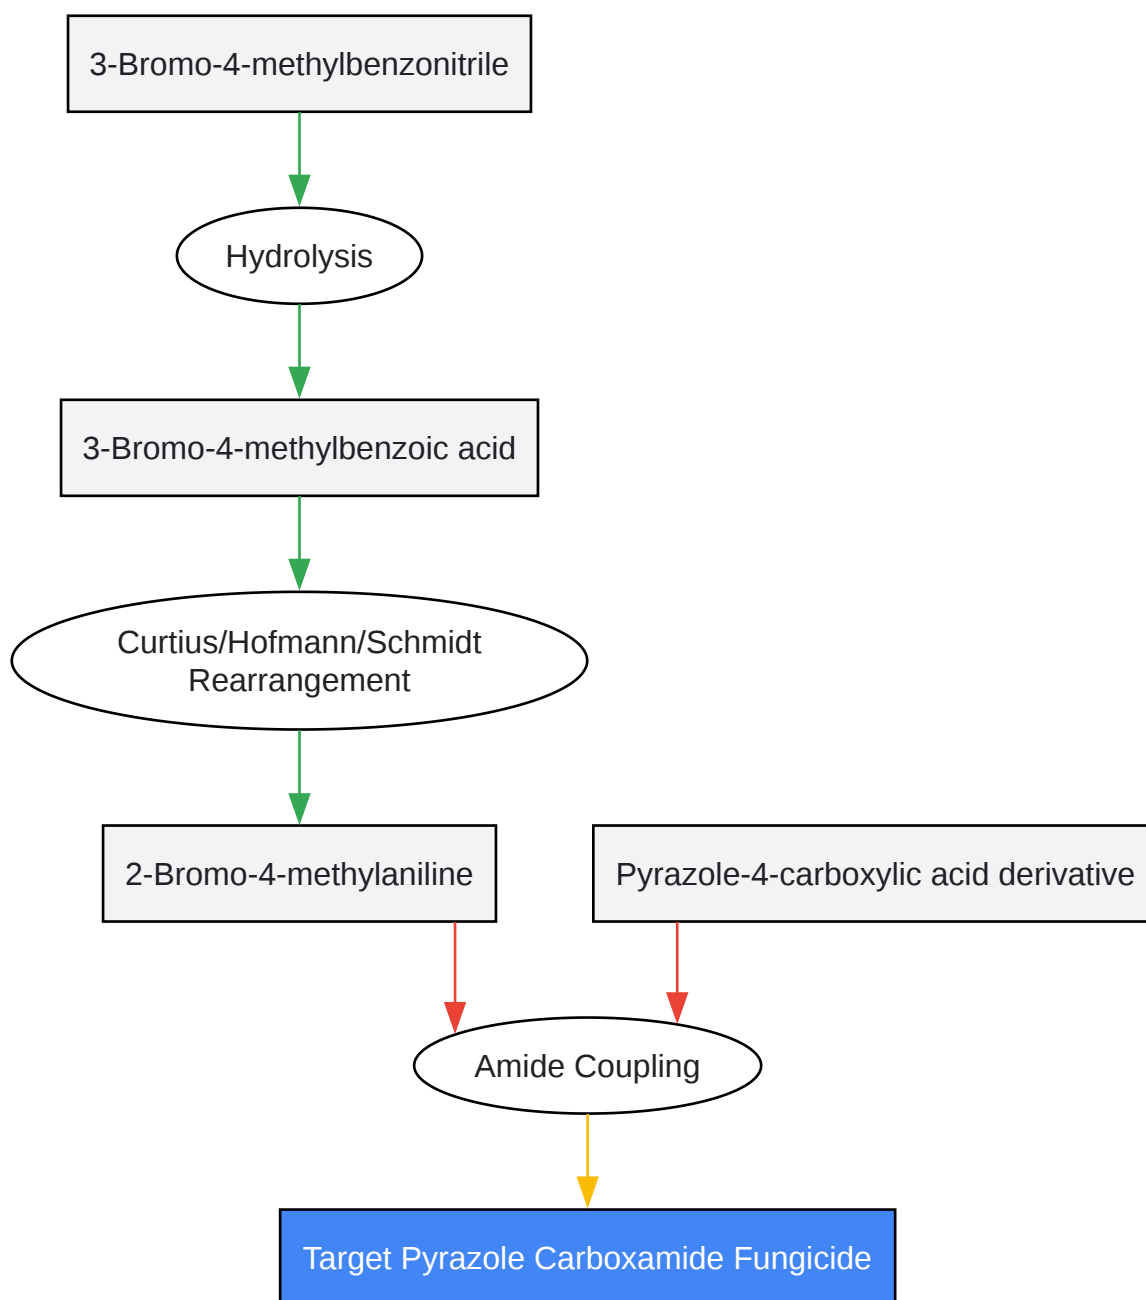 3-Bromo-4-methylbenzonitrile
Hydrolysis
3-Bromo-4-methylbenzoic acid
Curtius/Hofmann/Schmidt
Rearrangement
2-Bromo-4-methylaniline
Pyrazole-4-carboxylic acid derivative
Amide Coupling
Target Pyrazole Carboxamide Fungicide